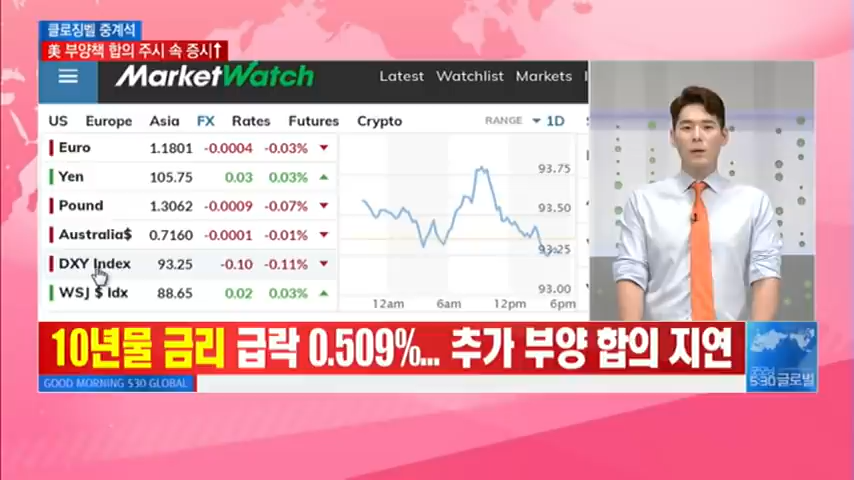 클로징벨 중계석
美 부양책 합의 주시 속 증시↑
MarketWatch
Latest Watchlist Markets
US Europe Asia FX Rates Futures Crypto RANGE 1D
Euro 1.1801 -0.0004 -0.03%
Yen 105.75 0.03 0.03%
Pound 1.3062 -0.0009 -0.07%
Australia$ 0.7160 -0.0001 -0.01%
DXY Index 93.25 -0.10 -0.11%
WSJ $ Idx 88.65 0.02 0.03%
93.75
93.50
93.25
93.00
12am 6am 12pm 6pm
10년물 금리 급락 0.509%... 추가 부양 합의 지연
GOOD MORNING 530 GLOBAL
5:30 글로벌